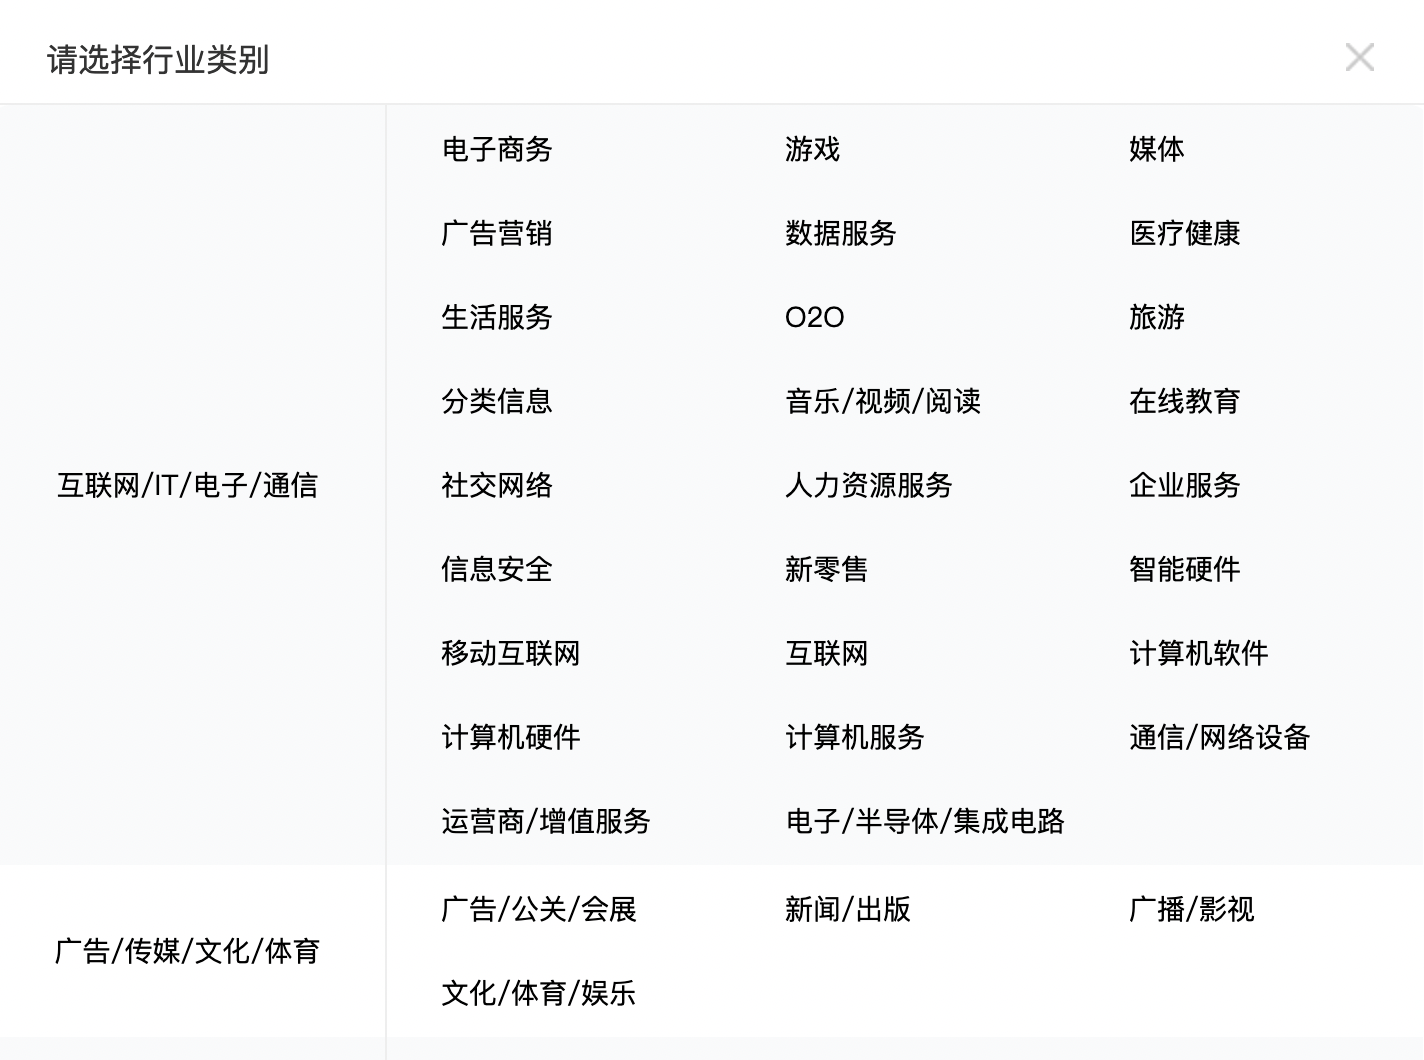 请选择行业类别
电子商务 游戏 媒体
广告营销 数据服务 医疗健康
生活服务 O2O 旅游
分类信息 音乐/视频/阅读 在线教育
互联网/IT/电子/通信 社交网络 人力资源服务 企业服务
信息安全 新零售 智能硬件
移动互联网 互联网 计算机软件
计算机硬件 计算机服务 通信/网络设备
运营商/增值服务 电子/半导体/集成电路
广告/公关/会展 新闻/出版 广播/影视
广告/传媒/文化/体育
文化/体育/娱乐